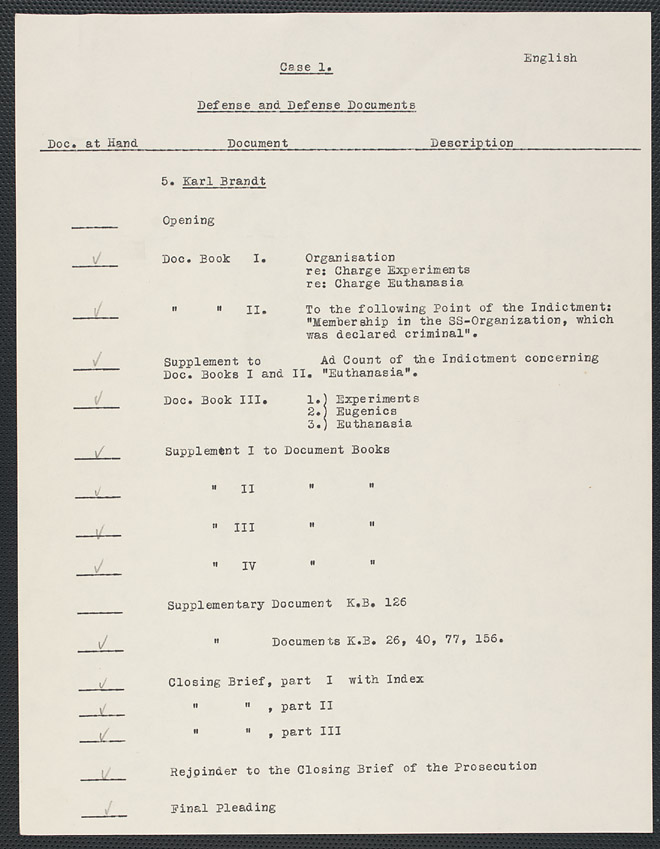 English
Case 1.
Defense and Defense Documents
Doc. at Hand Document Description
5. Karl Brandt
Opening
✓ Doc. Book I. Organisation
re: Charge Experiments
re: Charge Euthanasia
✓ " " II. To the following Point of the Indictment:
"Membership in the SS-Organization, which
was declared criminal".
✓ Supplement to Ad Count of the Indictment concerning
Doc. Books I and II. "Euthanasia".
✓ Doc. Book III. 1.) Experiments
2.) Eugenics
3.) Euthanasia
✓ Supplement I to Document Books
✓ " II " "
✓ " III " "
✓ " IV " "
Supplementary Document K.B. 126
✓ " Documents K.B. 26, 40, 77, 156.
✓ Closing Brief, part I with Index
✓ " " , part II
✓ " " , part III
✓ Rejoinder to the Closing Brief of the Prosecution
✓ Final Pleading